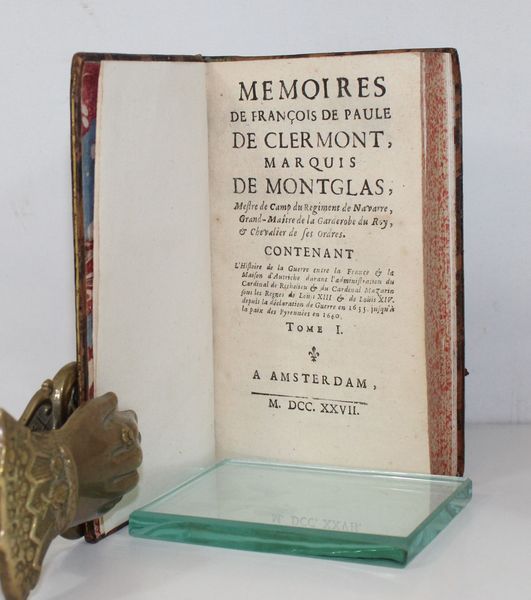 MEMOIRES
DE FRANÇOIS DE PAULE
DE CLERMONT,
MARQUIS
DE MONTGLAS,
Mestre de Camp du Regiment de Navarre,
Grand-Maître de la Garderobe du Roy,
& Chevalier de ses Ordres.
CONTENANT
L'Histoire de la Guerre entre la France & la
Maison d'Autriche durant l'administration du
Cardinal de Richelieu & du Cardinal Mazarin
sous les Regnes de Louis XIII & de Louis XIV.
depuis la déclaration de Guerre en 1635. jusqu'à
la paix des Pyrennées en 1640.
TOME I.
A AMSTERDAM,
M. DCC. XXVII.